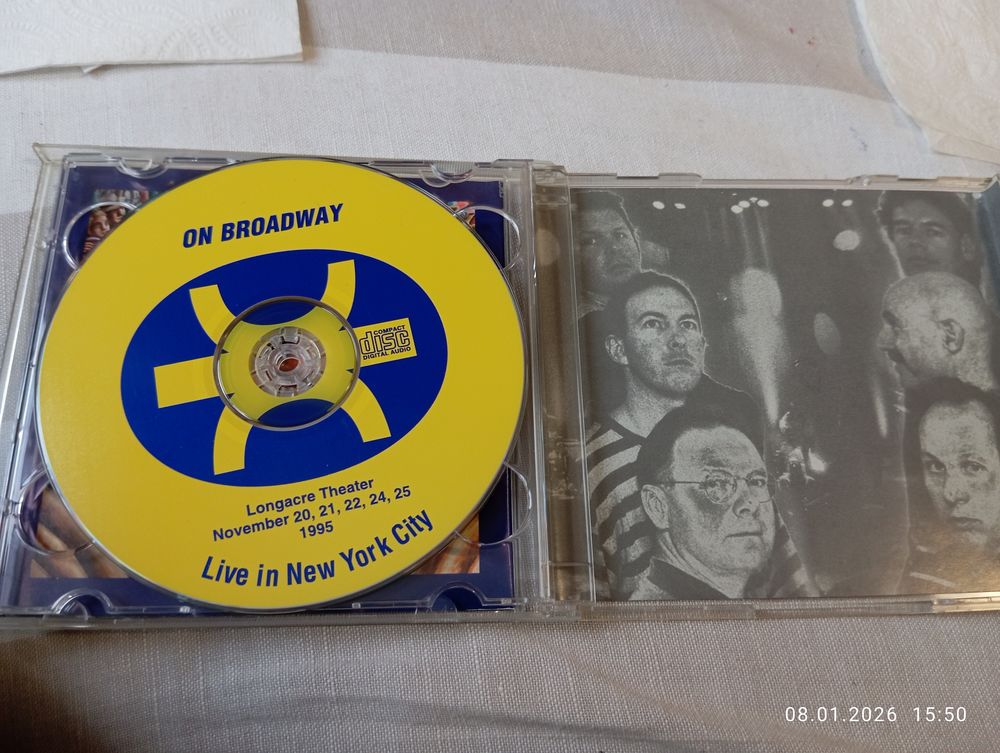 ON BROADWAY
COMPACT
disc
DIGITAL AUDIO
Longacre Theater
November 20, 21, 22, 24, 25
1995
Live in New York City
08.01.2026 15:50